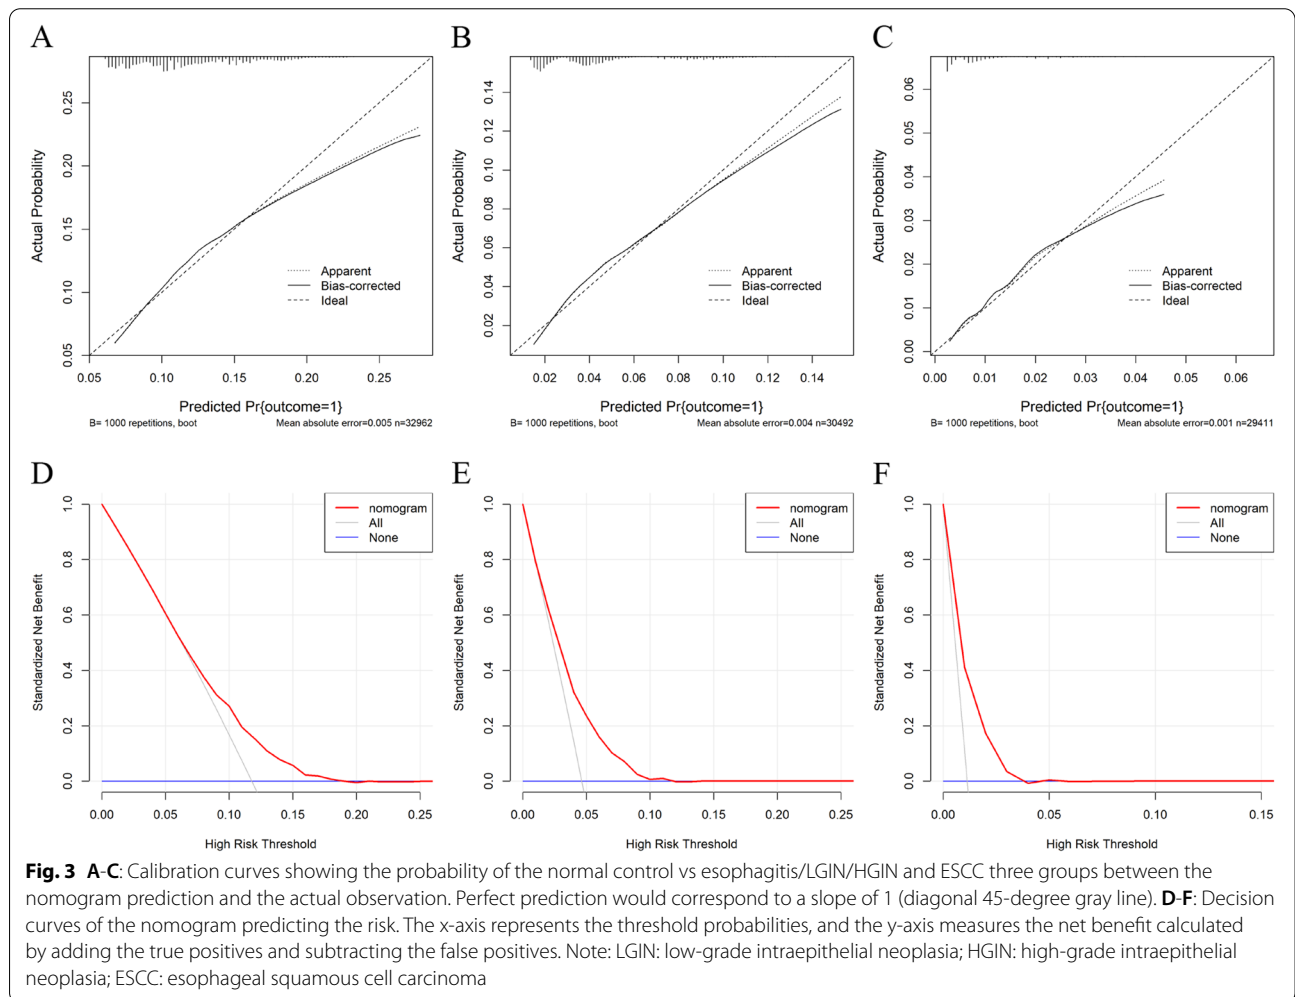 A
0.05 0.10 0.15 0.20 0.25
Actual Probability
Apparent
Bias-corrected
Ideal
0.05 0.10 0.15 0.20 0.25
Predicted Pr{outcome=1}
B= 1000 repetitions, boot Mean absolute error=0.005 n=32962
B
0.02 0.04 0.06 0.08 0.10 0.12 0.14
Actual Probability
Apparent
Bias-corrected
Ideal
0.02 0.04 0.06 0.08 0.10 0.12 0.14
Predicted Pr{outcome=1}
B= 1000 repetitions, boot Mean absolute error=0.004 n=30492
C
0.00 0.01 0.02 0.03 0.04 0.05 0.06
Actual Probability
Apparent
Bias-corrected
Ideal
0.00 0.01 0.02 0.03 0.04 0.05 0.06
Predicted Pr{outcome=1}
B= 1000 repetitions, boot Mean absolute error=0.001 n=29411
D
0.0 0.2 0.4 0.6 0.8 1.0
Standardized Net Benefit
nomogram
All
None
0.00 0.05 0.10 0.15 0.20 0.25
High Risk Threshold
E
0.0 0.2 0.4 0.6 0.8 1.0
Standardized Net Benefit
nomogram
All
None
0.00 0.05 0.10 0.15 0.20 0.25
High Risk Threshold
F
0.0 0.2 0.4 0.6 0.8 1.0
Standardized Net Benefit
nomogram
All
None
0.00 0.05 0.10 0.15
High Risk Threshold
Fig. 3 A-C: Calibration curves showing the probability of the normal control vs esophagitis/LGIN/HGIN and ESCC three groups between the
nomogram prediction and the actual observation. Perfect prediction would correspond to a slope of 1 (diagonal 45-degree gray line). D-F: Decision
curves of the nomogram predicting the risk. The x-axis represents the threshold probabilities, and the y-axis measures the net benefit calculated
by adding the true positives and subtracting the false positives. Note: LGIN: low-grade intraepithelial neoplasia; HGIN: high-grade intraepithelial
neoplasia; ESCC: esophageal squamous cell carcinoma